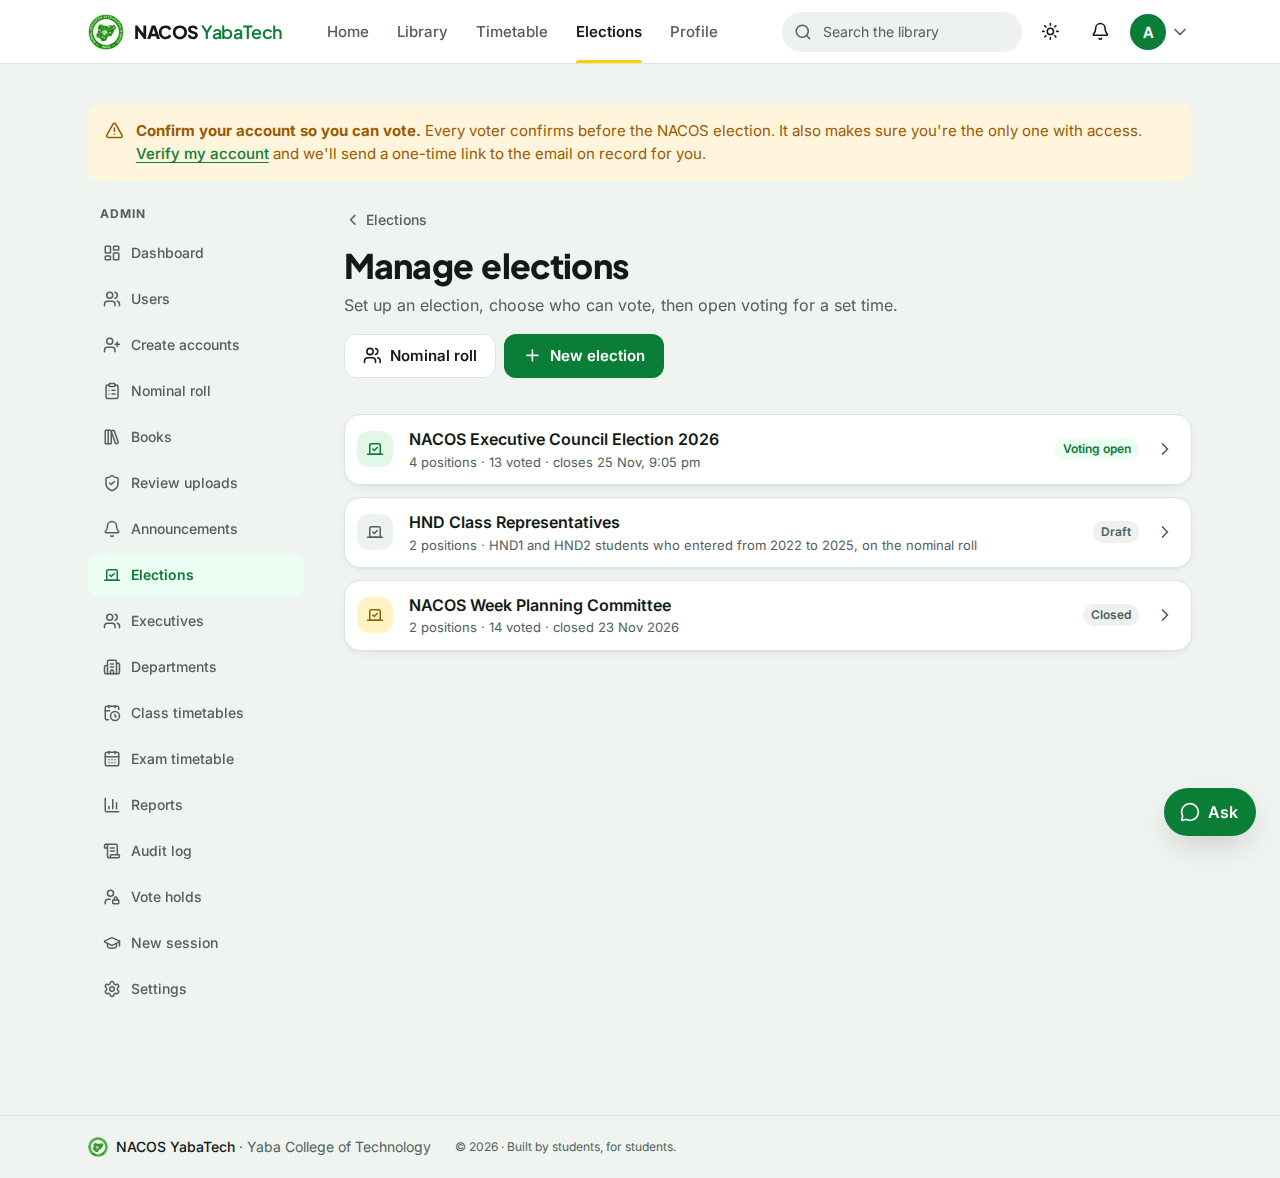 NACOS YabaTech
Home
Library
Timetable
Elections
Profile
Search the library
A
Confirm your account so you can vote. Every voter confirms before the NACOS election. It also makes sure you're the only one with access.
Verify my account and we'll send a one-time link to the email on record for you.
ADMIN
Dashboard
Users
Create accounts
Nominal roll
Books
Review uploads
Announcements
Elections
Executives
Departments
Class timetables
Exam timetable
Reports
Audit log
Vote holds
New session
Settings
Elections
Manage elections
Set up an election, choose who can vote, then open voting for a set time.
Nominal roll
New election
NACOS Executive Council Election 2026
4 positions · 13 voted · closes 25 Nov, 9:05 pm
Voting open
HND Class Representatives
2 positions · HND1 and HND2 students who entered from 2022 to 2025, on the nominal roll
Draft
NACOS Week Planning Committee
2 positions · 14 voted · closed 23 Nov 2026
Closed
Ask
NACOS YabaTech · Yaba College of Technology
© 2026 · Built by students, for students.